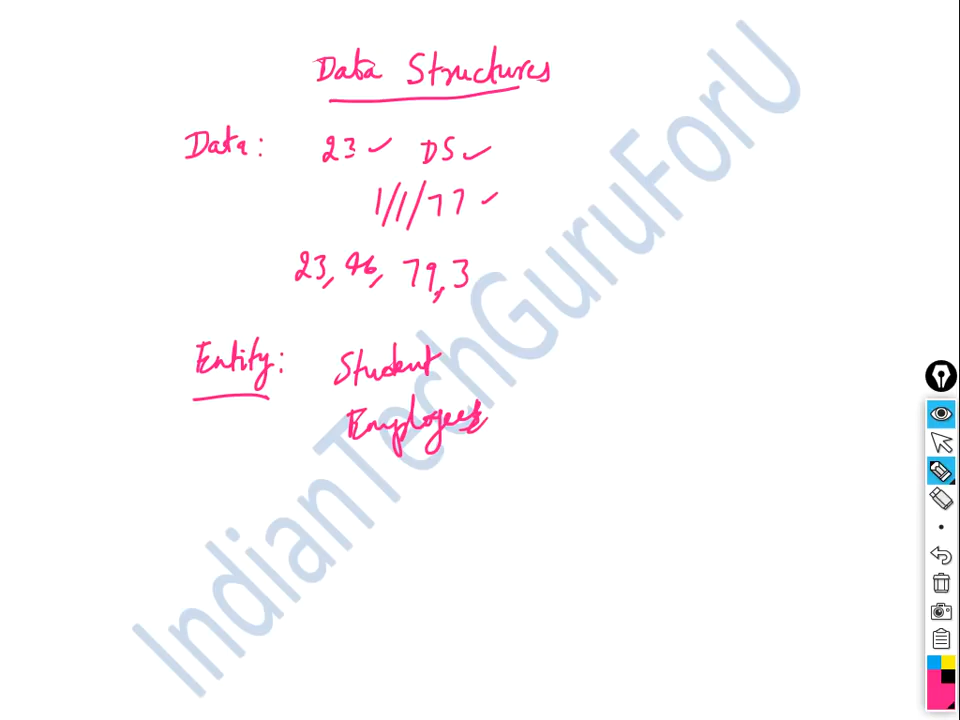 Data Structures
Data : 23 ✓ DS ✓
1/1/77 ✓
23, 46, 79, 3
Entity : Student
Employees
IndianTechGuruForU